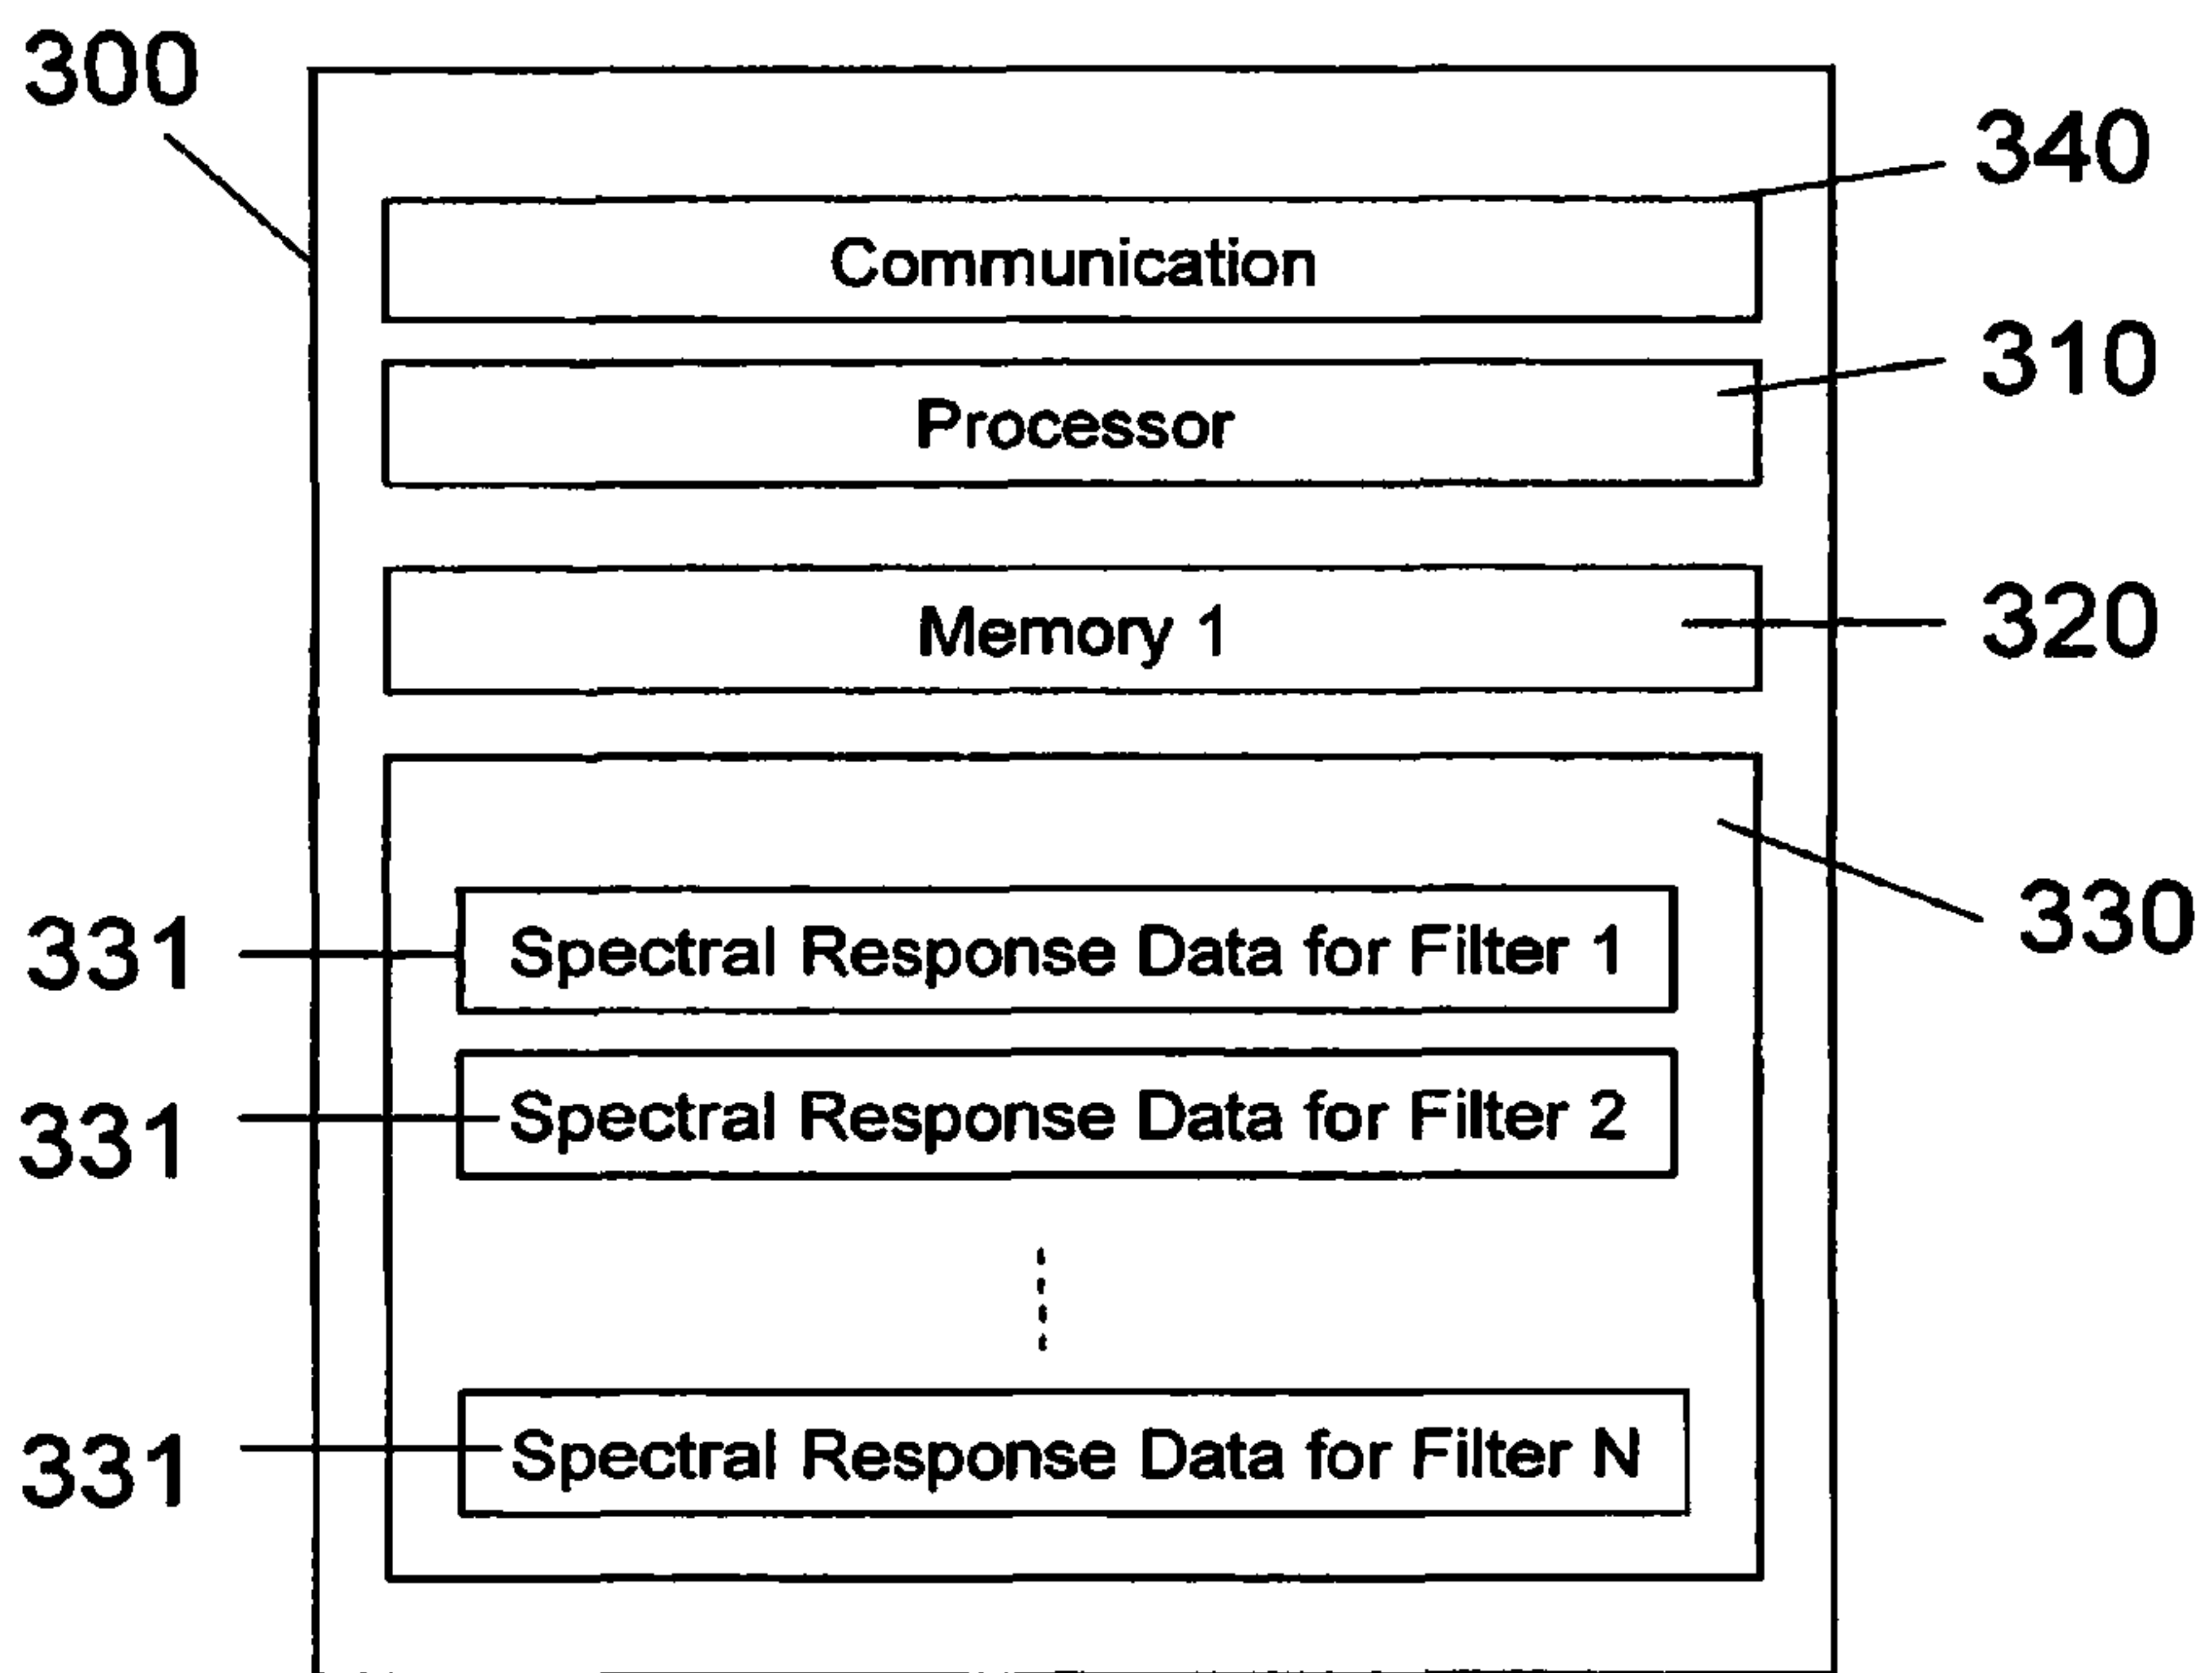 300
340
Communication
310
Processor
320
Memory 1
330
331
Spectral Response Data for Filter 1
331
Spectral Response Data for Filter 2
331
Spectral Response Data for Filter N